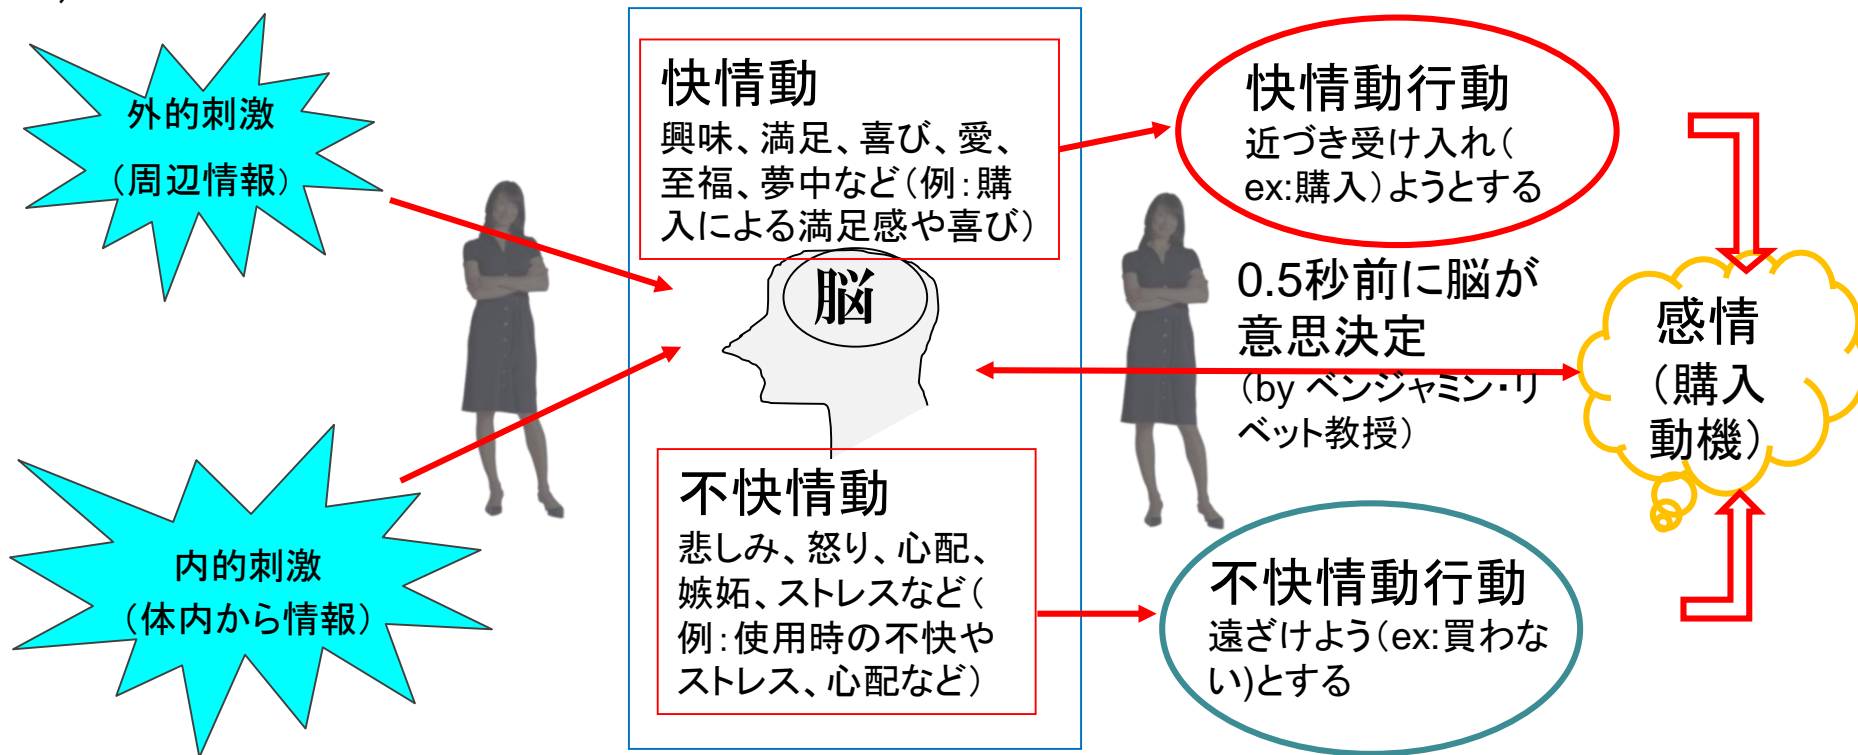 外的刺激
（周辺情報）
内的刺激
（体内から情報）
快情動
興味、満足、喜び、愛、
至福、夢中など（例：購
入による満足感や喜び）
脳
不快情動
悲しみ、怒り、心配、
嫉妬、ストレスなど（
例：使用時の不快や
ストレス、心配など）
快情動行動
近づき受け入れ（
ex:購入）ようとする
0.5秒前に脳が
意思決定
（by ベンジャミン・リ
ベット教授）
不快情動行動
遠ざけよう（ex:買わな
い)とする
感情
（購入
動機）